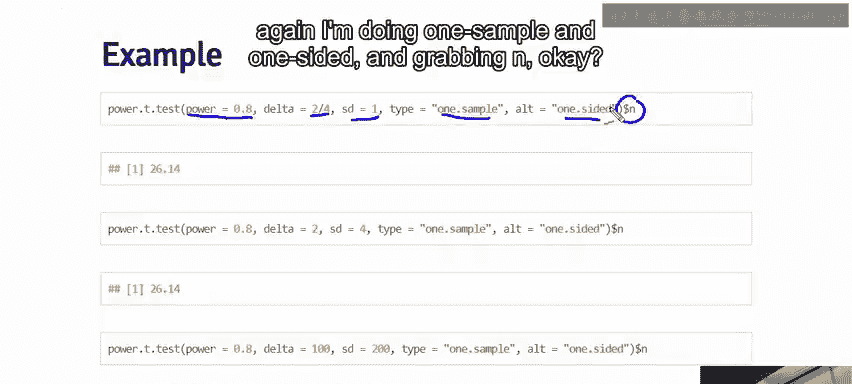 again I'm doing one-sample and
one-sided, and grabbing n, okay?
Example
power.t.test(power = 0.8, delta = 2/4, sd = 1, type = "one.sample", alt = "one.sided")$n
## [1] 26.14
power.t.test(power = 0.8, delta = 2, sd = 4, type = "one.sample", alt = "one.sided")$n
## [1] 26.14
power.t.test(power = 0.8, delta = 100, sd = 200, type = "one.sample", alt = "one.sided")$n